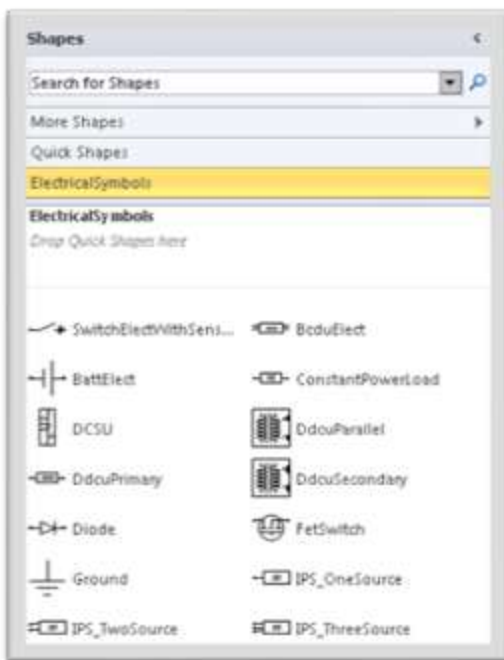 Shapes
Search for Shapes
More Shapes
Quick Shapes
ElectricalSymbols
ElectricalSymbols
Drop Quick Shapes here
SwitchElectWithSens... BcduElect
BattElect ConstantPowerLoad
DCSU DdcuParallel
DdcuPrimary DdcuSecondary
Diode FetSwitch
Ground IPS_OneSource
IPS_TwoSource IPS_ThreeSource